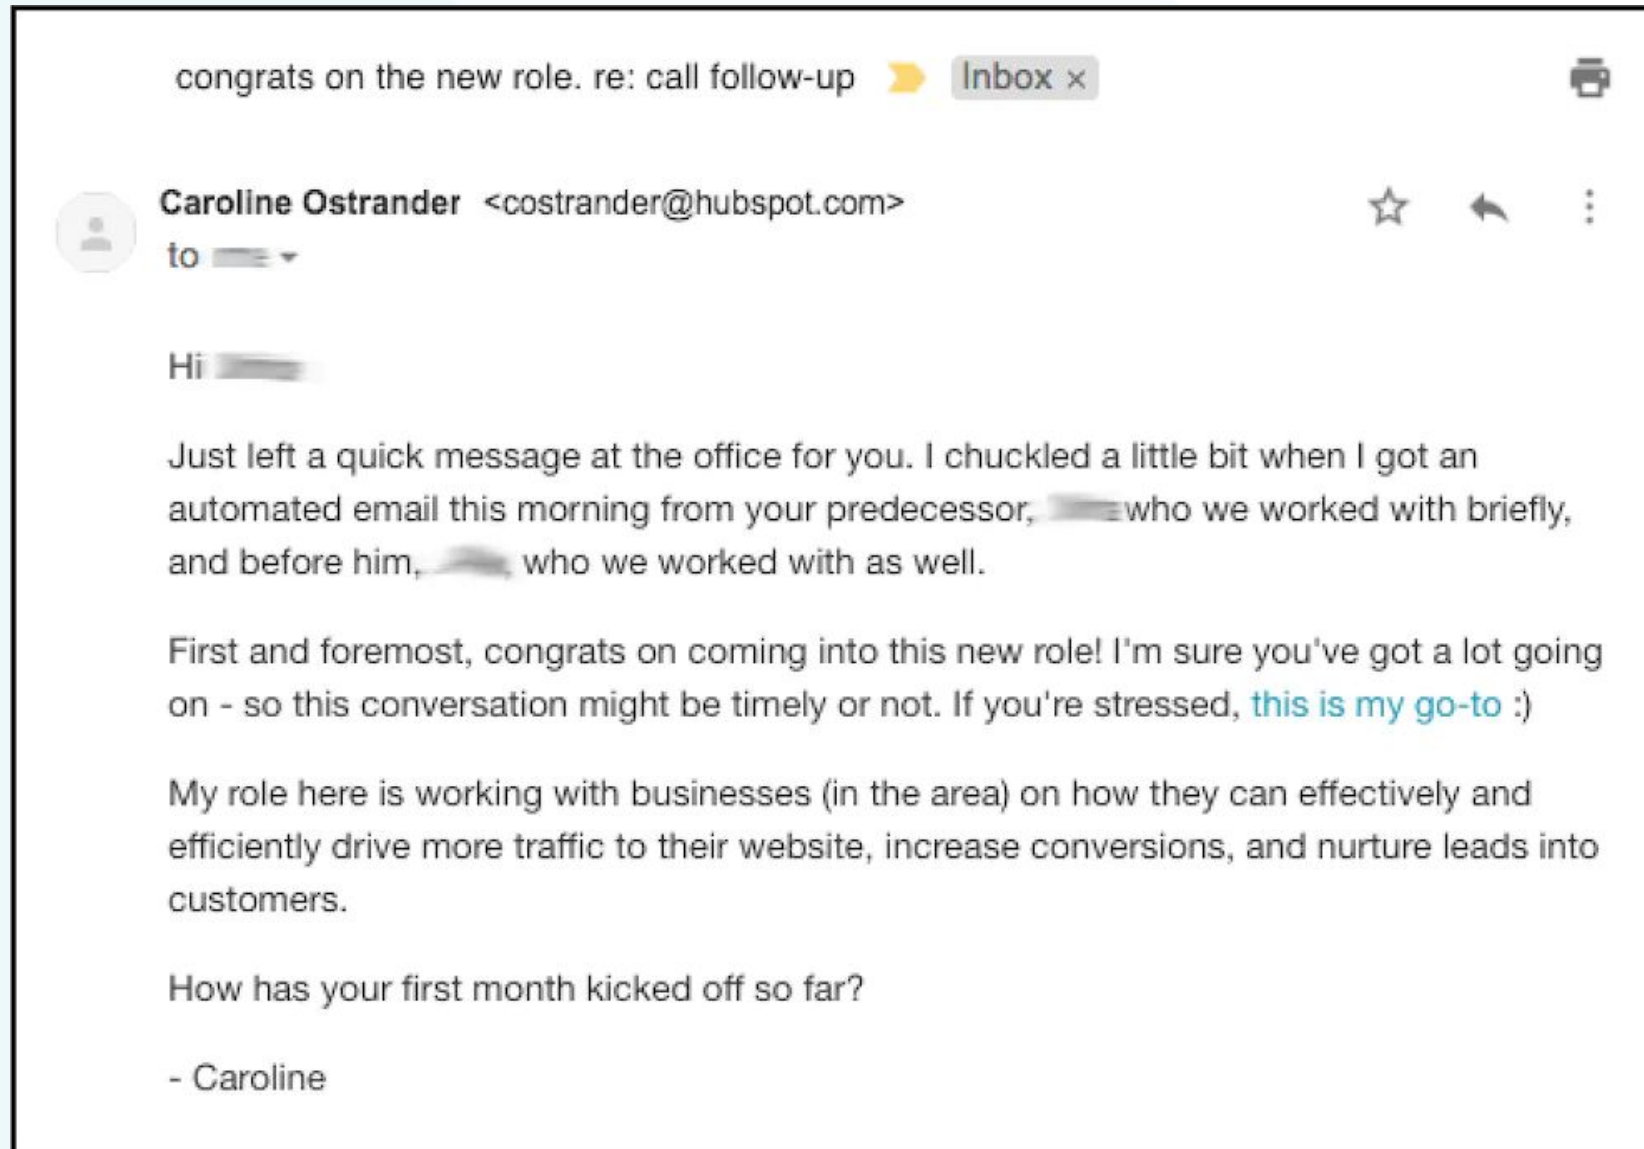 congrats on the new role. re: call follow-up Inbox ×
Caroline Ostrander <costrander@hubspot.com>
to
Hi
Just left a quick message at the office for you. I chuckled a little bit when I got an
automated email this morning from your predecessor, who we worked with briefly,
and before him, who we worked with as well.
First and foremost, congrats on coming into this new role! I'm sure you've got a lot going
on - so this conversation might be timely or not. If you're stressed, this is my go-to :)
My role here is working with businesses (in the area) on how they can effectively and
efficiently drive more traffic to their website, increase conversions, and nurture leads into
customers.
How has your first month kicked off so far?
- Caroline